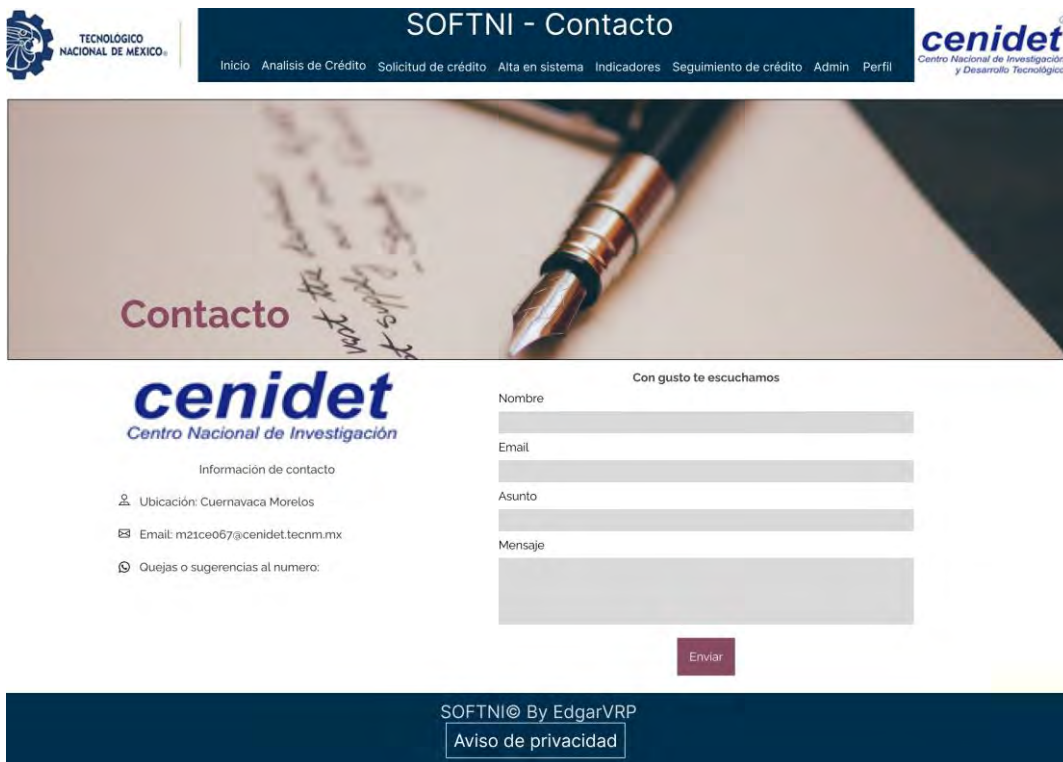 TECNOLÓGICO
NACIONAL DE MÉXICO®
SOFTNI - Contacto
Inicio Analisis de Crédito Solicitud de crédito Alta en sistema Indicadores Seguimiento de crédito Admin Perfil
cenidet
Centro Nacional de Investigación
y Desarrollo Tecnológico
Contacto
cenidet
Centro Nacional de Investigación
Información de contacto
Ubicación: Cuernavaca Morelos
Email: m21ce067@cenidet.tecnm.mx
Quejas o sugerencias al numero:
Con gusto te escuchamos
Nombre
Email
Asunto
Mensaje
Enviar
SOFTNI© By EdgarVRP
Aviso de privacidad